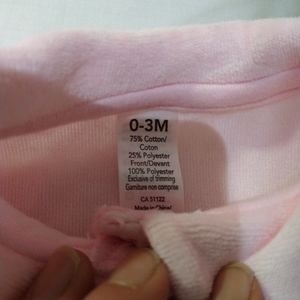 0-3M
75% Cotton/
Coton
25% Polyester
Front/Devant
100% Polyester
Exclusive of trimming
Garniture non comprise
CA 51122
Made in China/